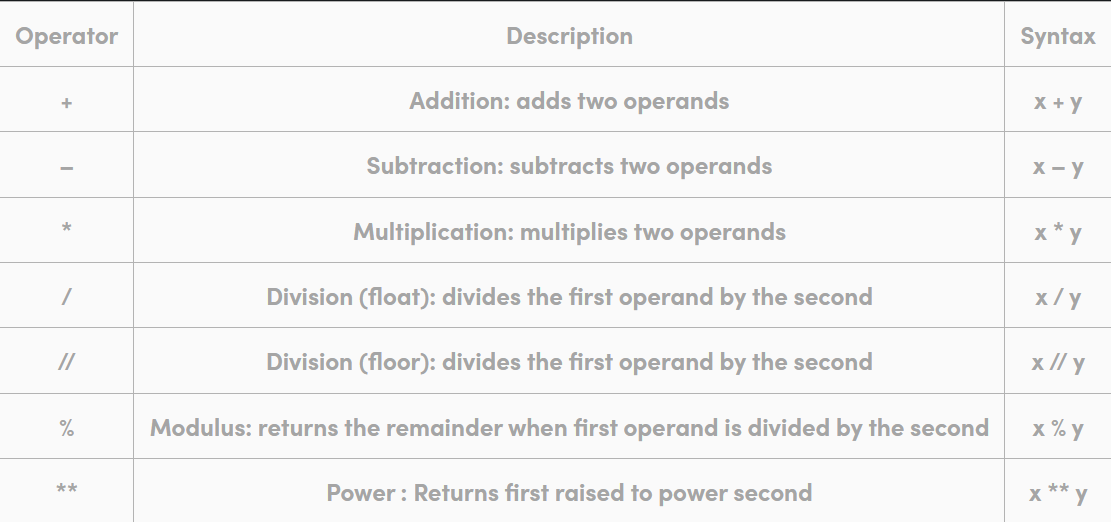 Operator Description Syntax
+ Addition: adds two operands x + y
– Subtraction: subtracts two operands x – y
* Multiplication: multiplies two operands x * y
/ Division (float): divides the first operand by the second x / y
// Division (floor): divides the first operand by the second x // y
% Modulus: returns the remainder when first operand is divided by the second x % y
** Power : Returns first raised to power second x ** y